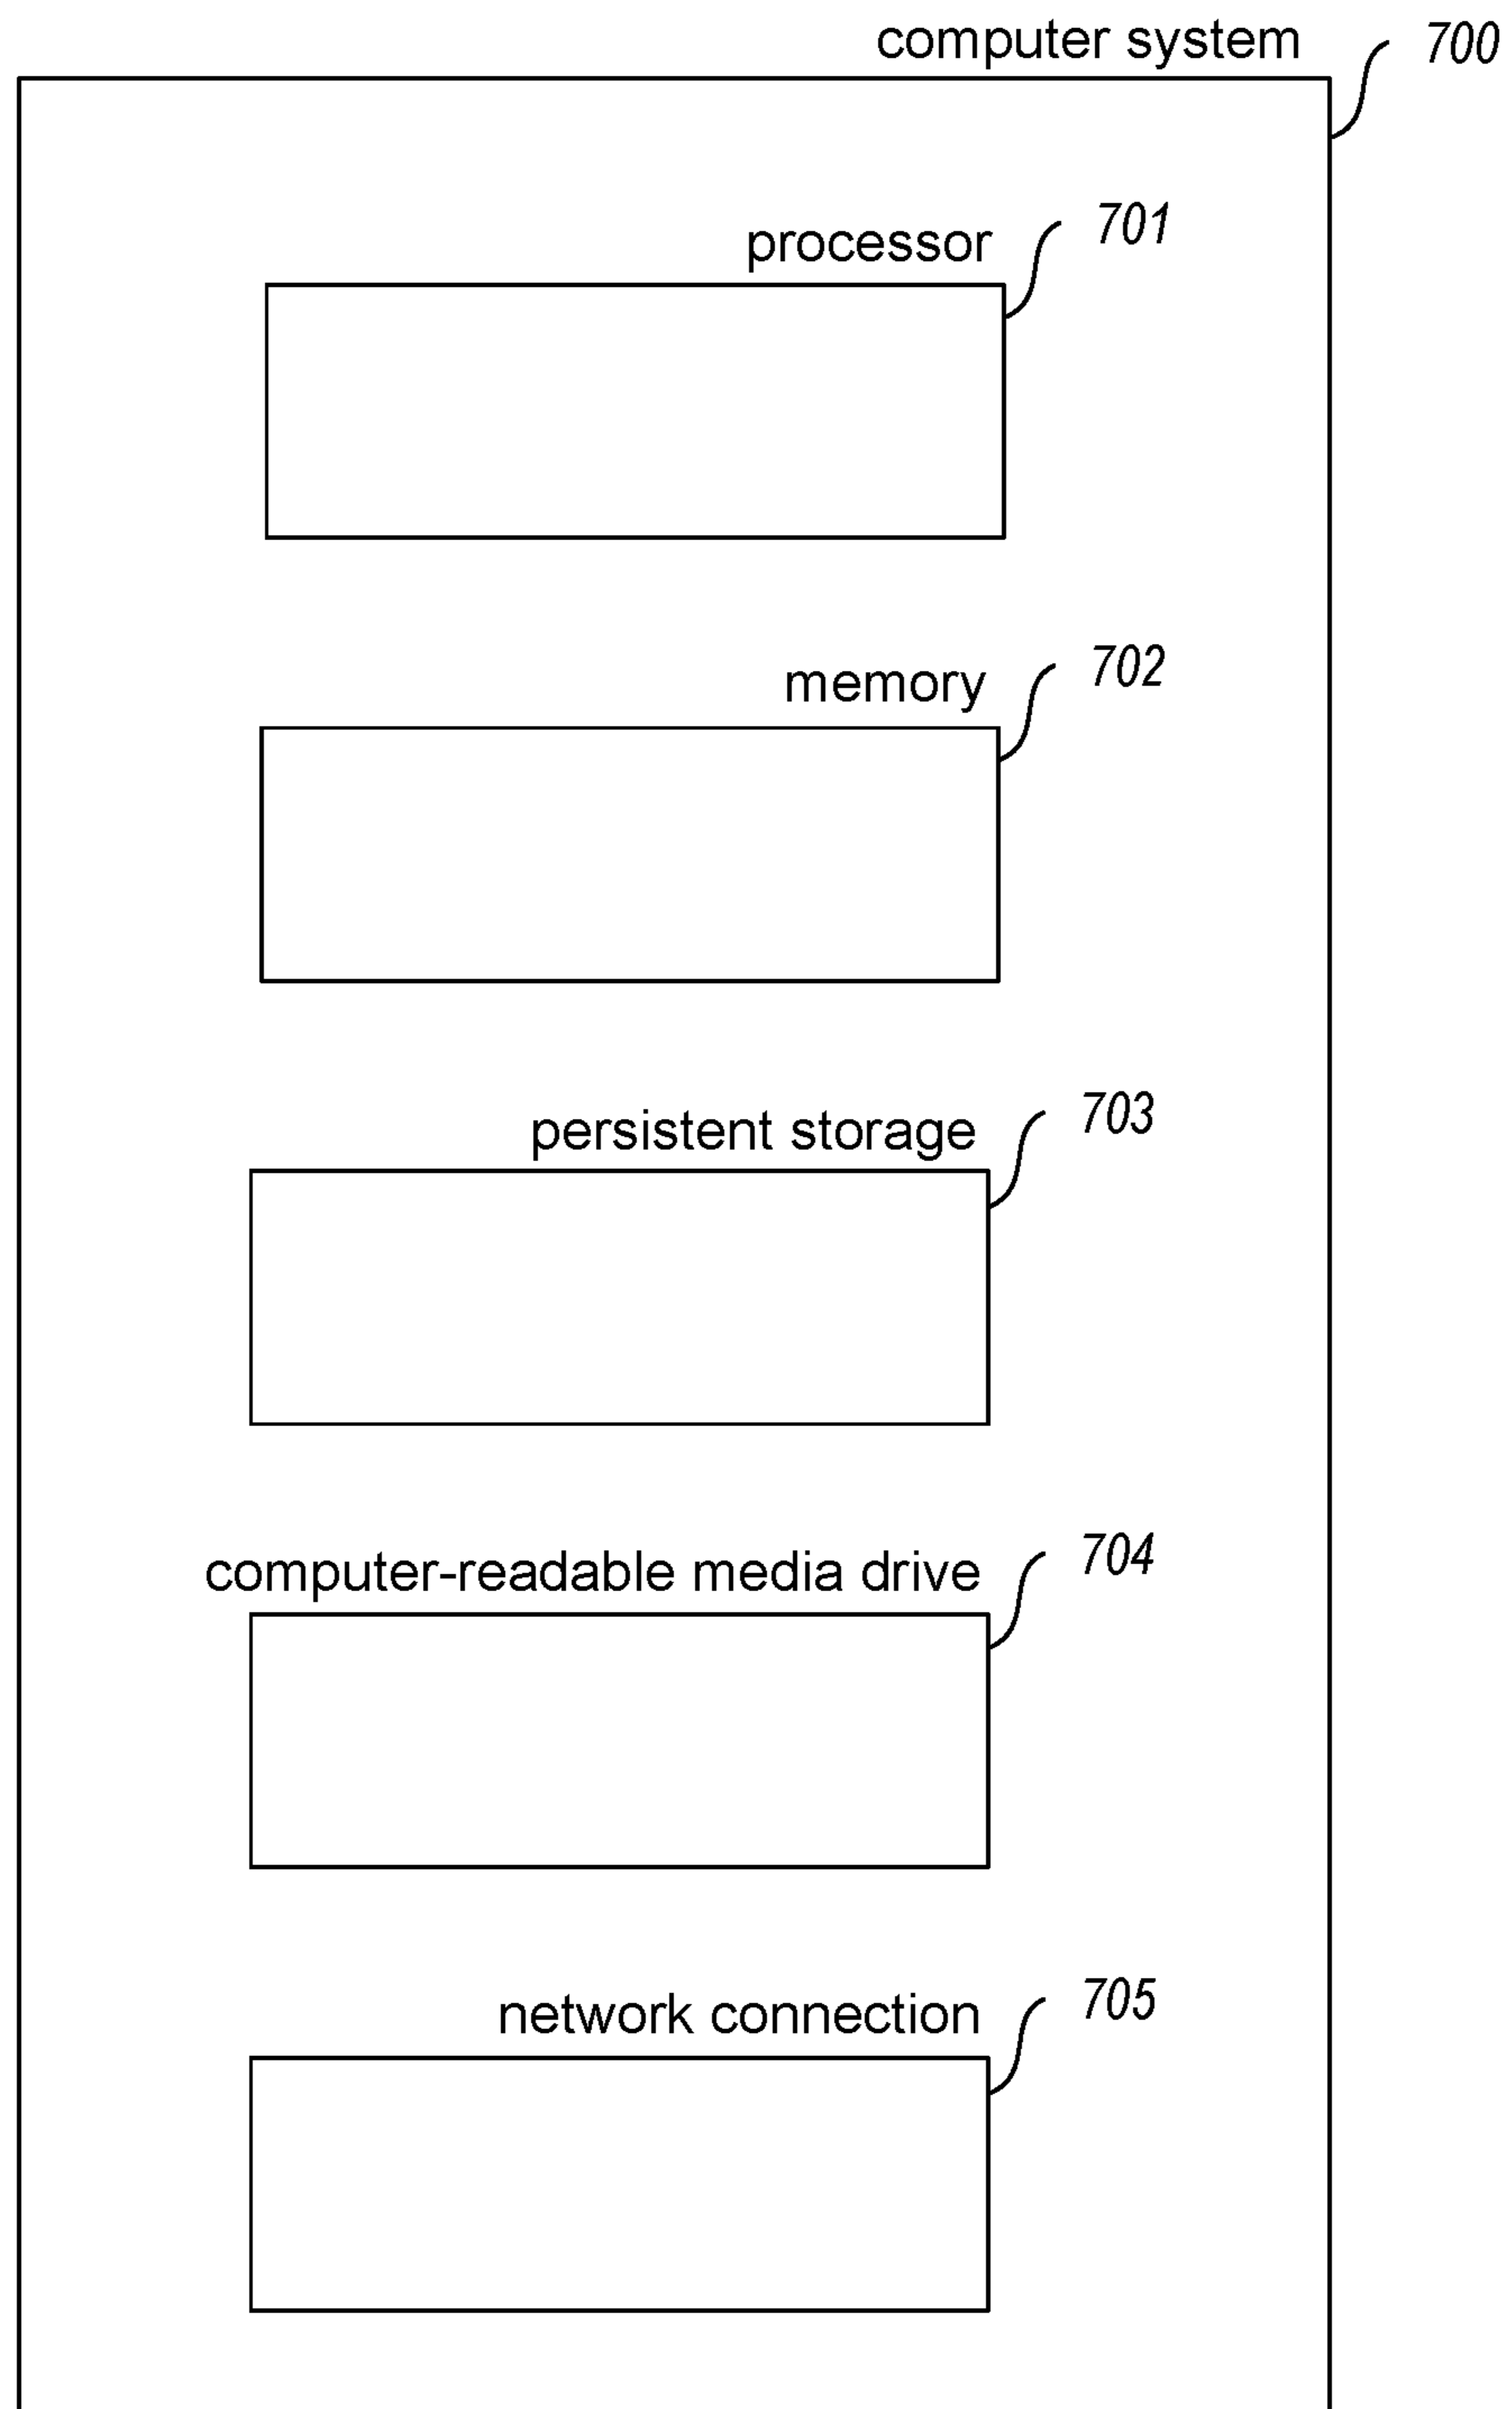 computer system 700
processor 701
memory 702
persistent storage 703
computer-readable media drive 704
network connection 705